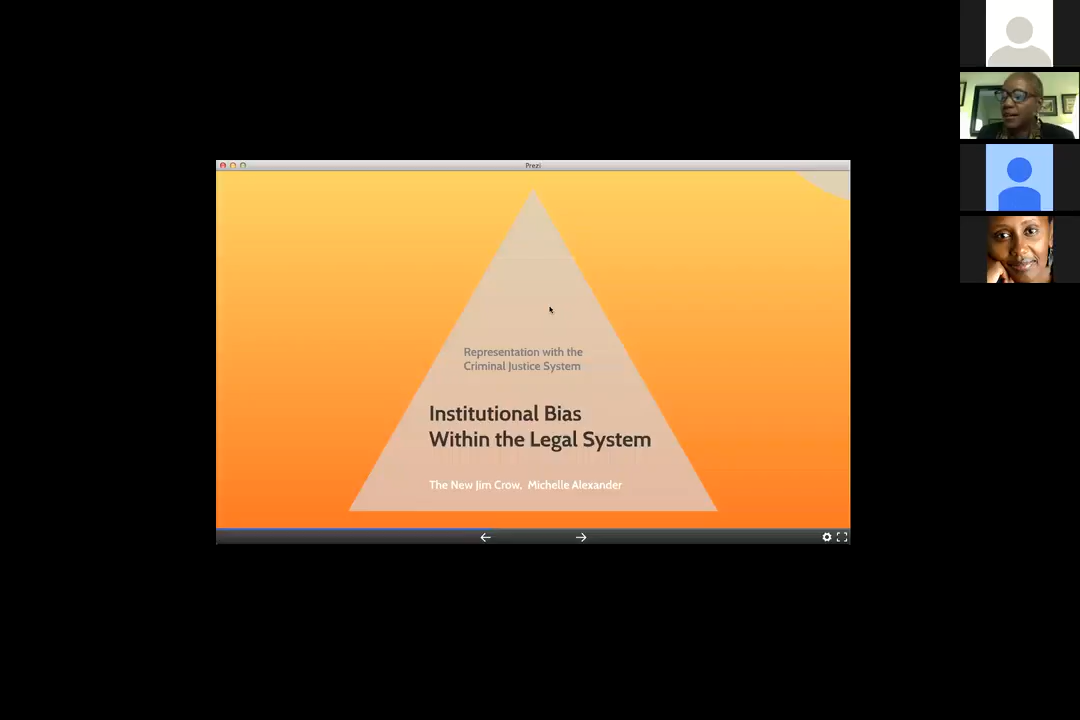 Prezi
Representation with the
Criminal Justice System
Institutional Bias
Within the Legal System
The New Jim Crow, Michelle Alexander